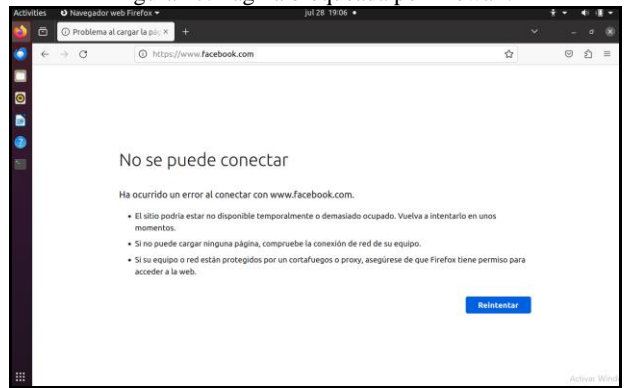 Activities
Navegador web Firefox
jul 28 19:06
Problema al cargar la pág
https://www.facebook.com
No se puede conectar
Ha ocurrido un error al conectar con www.facebook.com.
• El sitio podría estar no disponible temporalmente o demasiado ocupado. Vuelva a intentarlo en unos
momentos.
• Si no puede cargar ninguna página, compruebe la conexión de red de su equipo.
• Si su equipo o red están protegidos por un cortafuegos o proxy, asegúrese de que Firefox tiene permiso para
acceder a la web.
Reintentar
Activar Wind